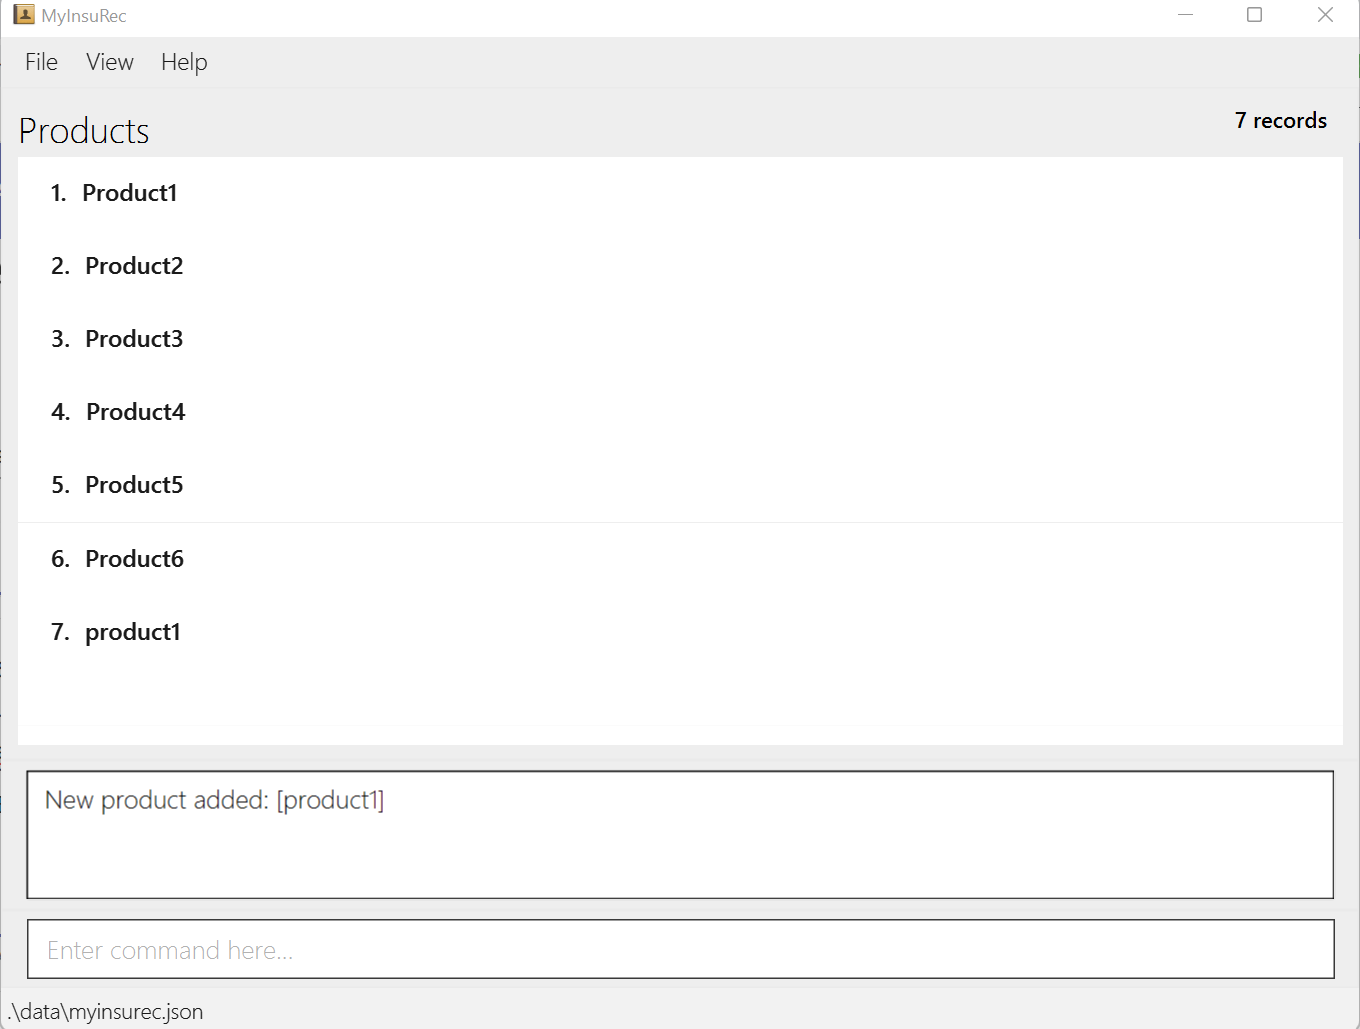 MyInsuRec
File View Help
Products 7 records
1. Product1
2. Product2
3. Product3
4. Product4
5. Product5
6. Product6
7. product1
New product added: [product1]
Enter command here...
.\data\myinsurec.json